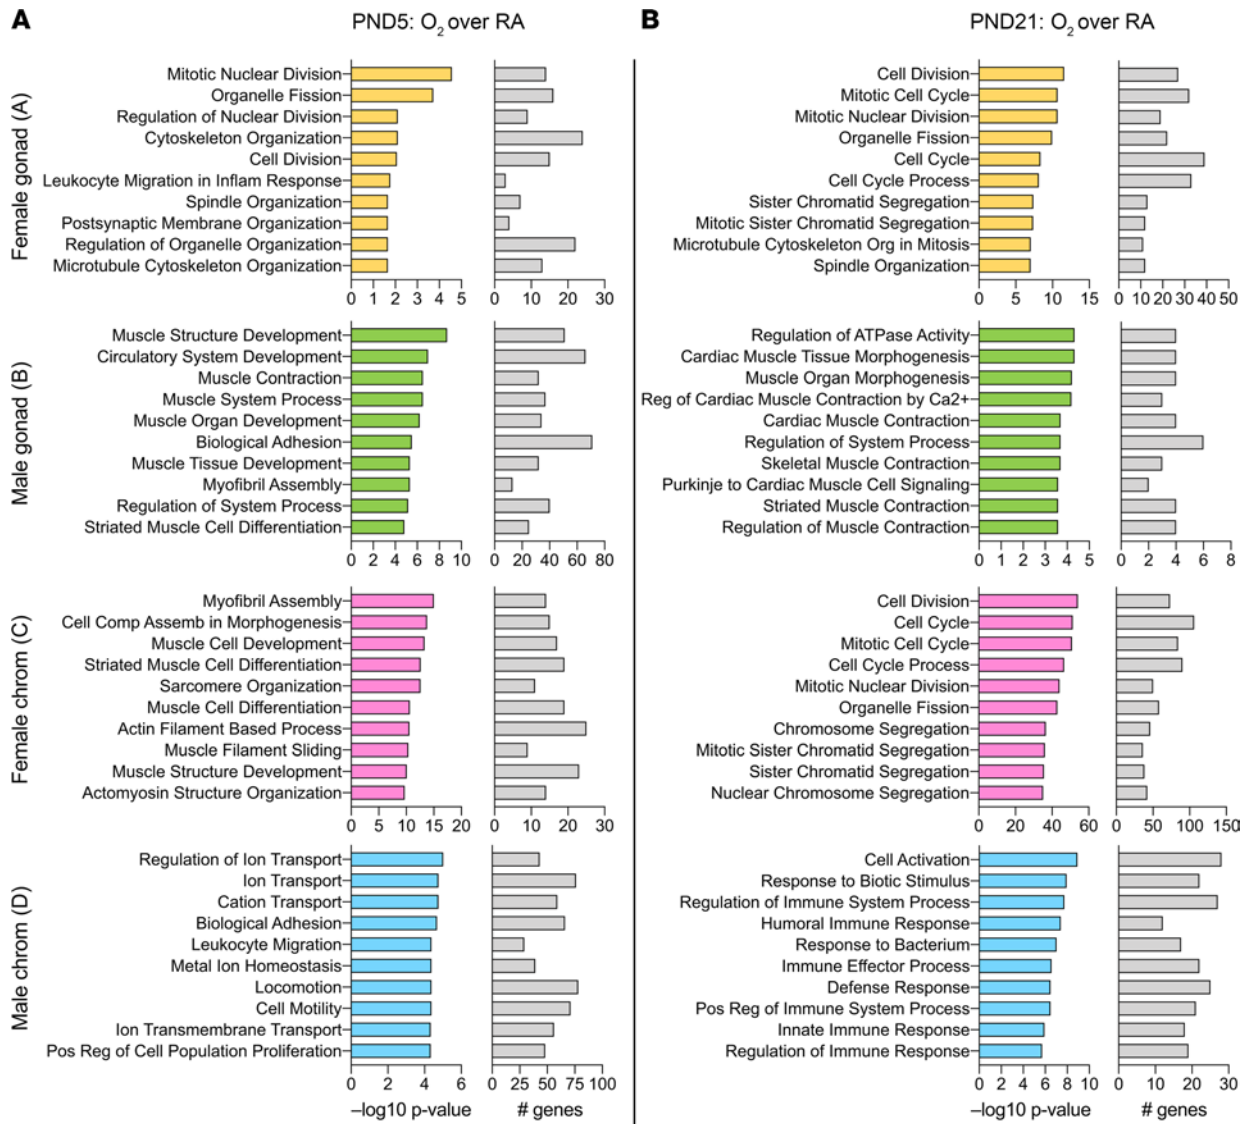 A
PND5: O2 over RA
Female gonad (A)
Mitotic Nuclear Division
Organelle Fission
Regulation of Nuclear Division
Cytoskeleton Organization
Cell Division
Leukocyte Migration in Inflam Response
Spindle Organization
Postsynaptic Membrane Organization
Regulation of Organelle Organization
Microtubule Cytoskeleton Organization
0 1 2 3 4 5
0 10 20 30
Male gonad (B)
Muscle Structure Development
Circulatory System Development
Muscle Contraction
Muscle System Process
Muscle Organ Development
Biological Adhesion
Muscle Tissue Development
Myofibril Assembly
Regulation of System Process
Striated Muscle Cell Differentiation
0 2 4 6 8 10
0 20 40 60 80
Female chrom (C)
Myofibril Assembly
Cell Comp Assemb in Morphogenesis
Muscle Cell Development
Striated Muscle Cell Differentiation
Sarcomere Organization
Muscle Cell Differentiation
Actin Filament Based Process
Muscle Filament Sliding
Muscle Structure Development
Actomyosin Structure Organization
0 5 10 15 20
0 10 20 30
Male chrom (D)
Regulation of Ion Transport
Ion Transport
Cation Transport
Biological Adhesion
Leukocyte Migration
Metal Ion Homeostasis
Locomotion
Cell Motility
Ion Transmembrane Transport
Pos Reg of Cell Population Proliferation
0 2 4 6
0 25 50 75 100
–log10 p-value
# genes
B
PND21: O2 over RA
Cell Division
Mitotic Cell Cycle
Mitotic Nuclear Division
Organelle Fission
Cell Cycle
Cell Cycle Process
Sister Chromatid Segregation
Mitotic Sister Chromatid Segregation
Microtubule Cytoskeleton Org in Mitosis
Spindle Organization
0 5 10 15
0 10 20 30 40 50
Regulation of ATPase Activity
Cardiac Muscle Tissue Morphogenesis
Muscle Organ Morphogenesis
Reg of Cardiac Muscle Contraction by Ca2+
Cardiac Muscle Contraction
Regulation of System Process
Skeletal Muscle Contraction
Purkinje to Cardiac Muscle Cell Signaling
Striated Muscle Contraction
Regulation of Muscle Contraction
0 1 2 3 4 5
0 2 4 6 8
Cell Division
Cell Cycle
Mitotic Cell Cycle
Cell Cycle Process
Mitotic Nuclear Division
Organelle Fission
Chromosome Segregation
Mitotic Sister Chromatid Segregation
Sister Chromatid Segregation
Nuclear Chromosome Segregation
0 20 40 60
0 50 100 150
Cell Activation
Response to Biotic Stimulus
Regulation of Immune System Process
Humoral Immune Response
Response to Bacterium
Immune Effector Process
Defense Response
Pos Reg of Immune System Process
Innate Immune Response
Regulation of Immune Response
0 2 4 6 8 10
0 10 20 30
–log10 p-value
# genes